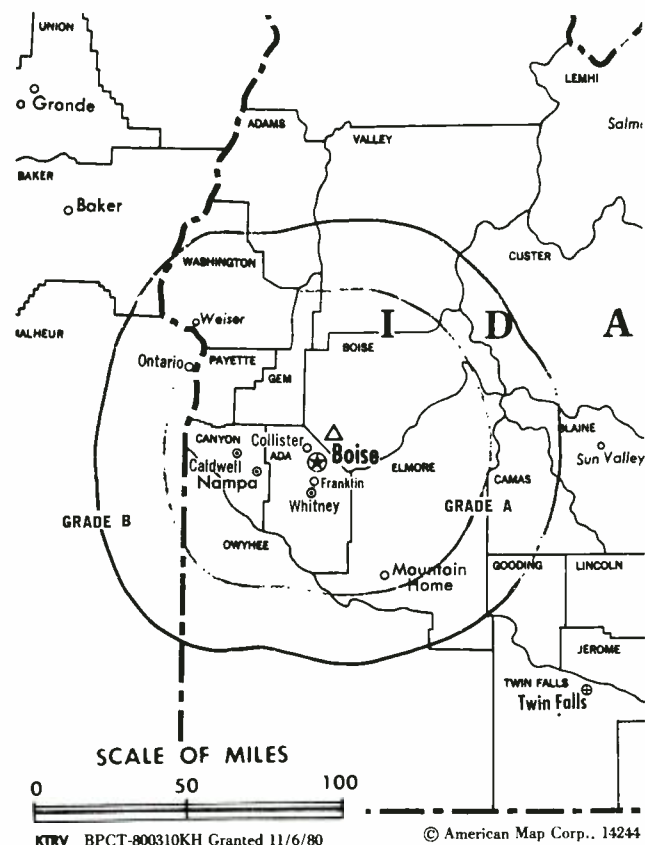 UNION
Grande
o
LEMHI
ADAMS
VALLEY
Salm
BAKER
Baker
CUSTER
WASHINGTON
I D A
MALHEUR
Weiser
BOISE
PAYETTE
Ontario
GEM
BLAINE
CANYON
Collister
ADA
Boise
Sun Valley
Caldwell
ELMORE
Nampa
Franklin
CAMAS
Whitney
GRADE A
GRADE B
OWYHEE
Mountain
Home
GOODING
LINCOLN
JEROME
TWIN FALLS
Twin Falls
SCALE OF MILES
0 50 100
KTRV BPCT-800310KH Granted 11/6/80
© American Map Corp., 14244